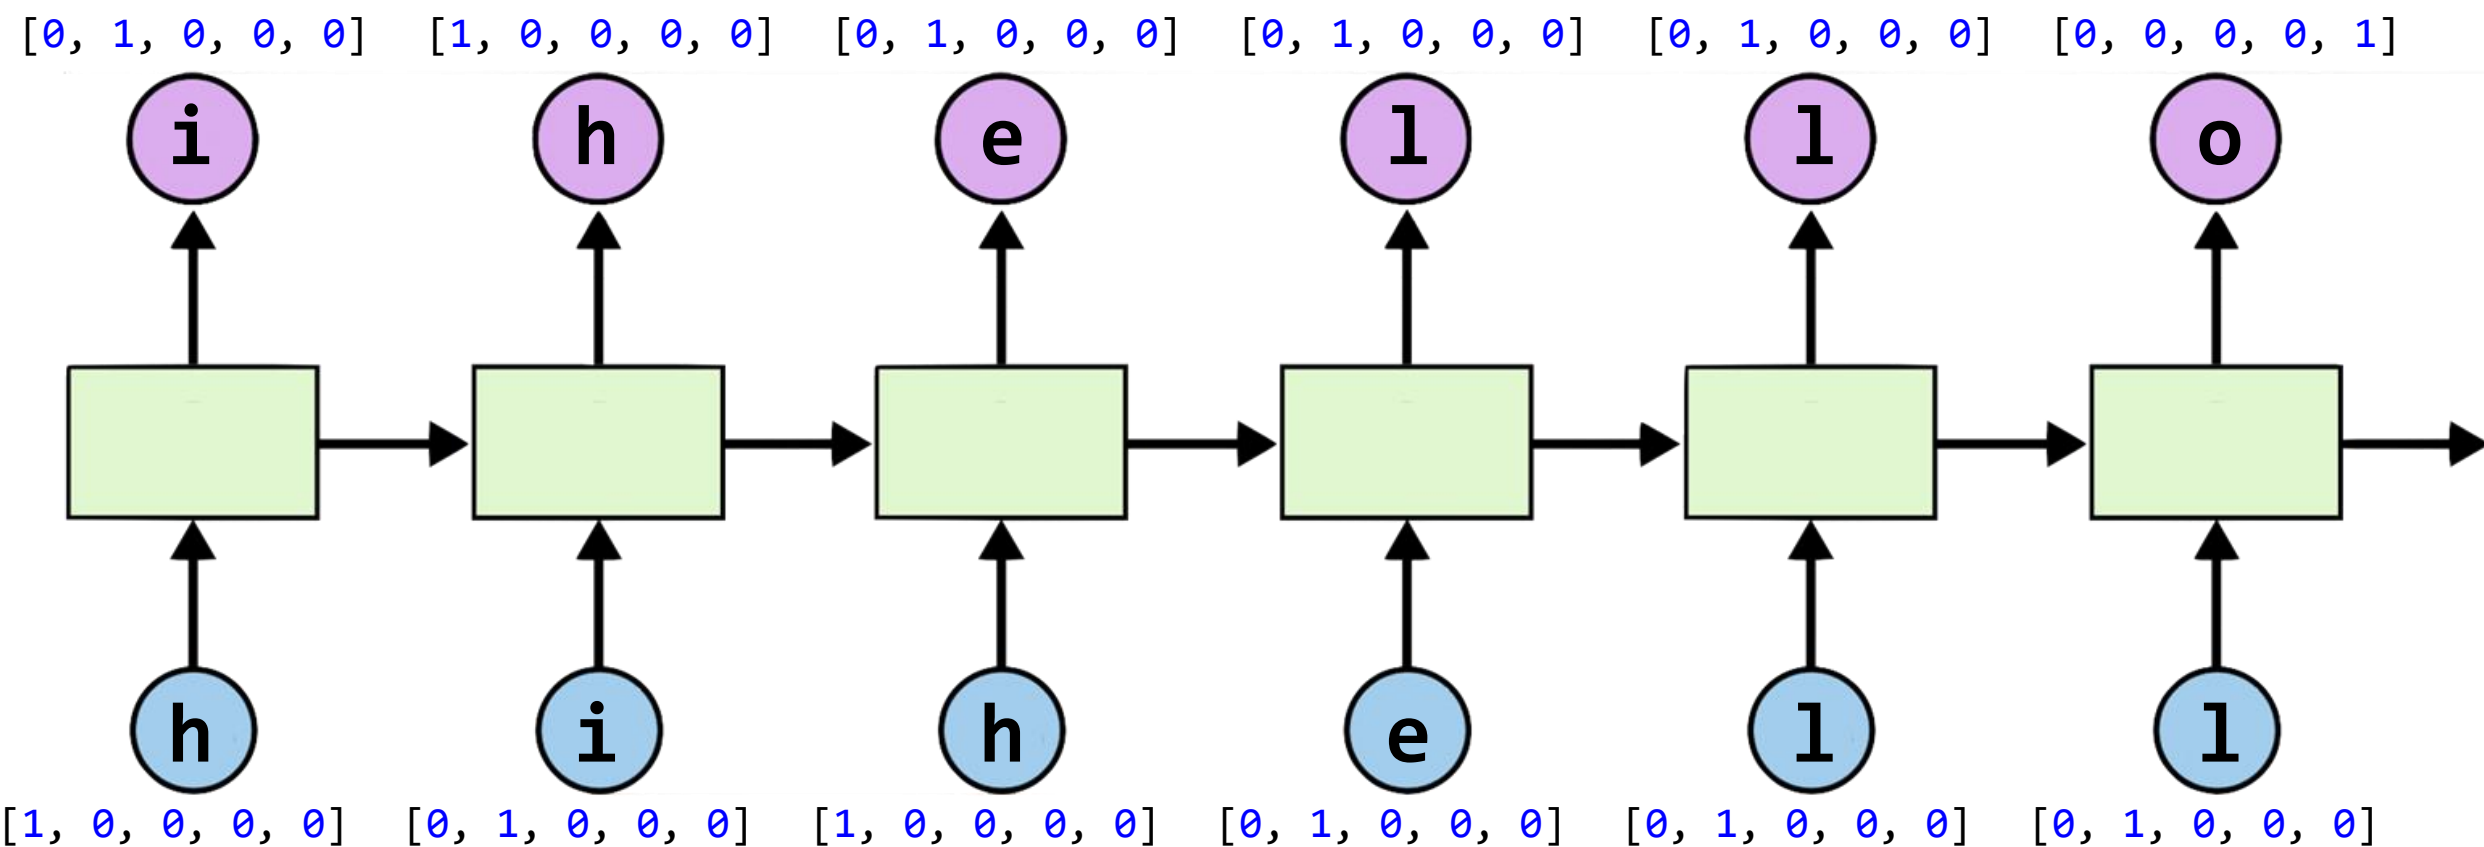 [0, 1, 0, 0, 0] [1, 0, 0, 0, 0] [0, 1, 0, 0, 0] [0, 1, 0, 0, 0] [0, 1, 0, 0, 0] [0, 0, 0, 0, 1]
i h e l l o
h i h e l l
[1, 0, 0, 0, 0] [0, 1, 0, 0, 0] [1, 0, 0, 0, 0] [0, 1, 0, 0, 0] [0, 1, 0, 0, 0] [0, 1, 0, 0, 0]